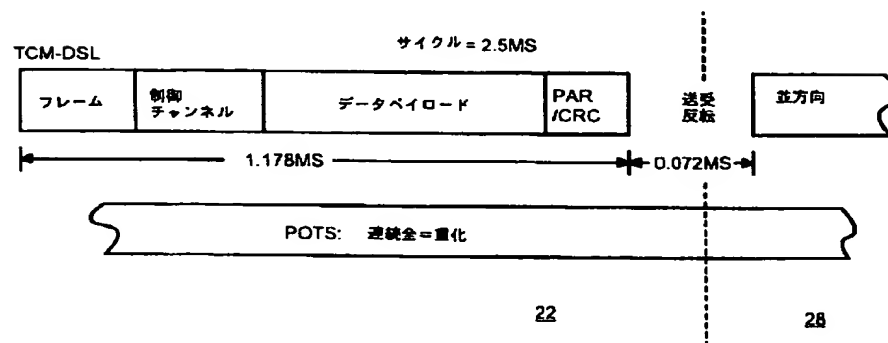 サイクル = 2.5MS
TCM-DSL
フレーム
制御
チャンネル
データペイロード
PAR
/CRC
送受
反転
並方向
1.178MS
0.072MS
POTS: 連続全=重化
22
28